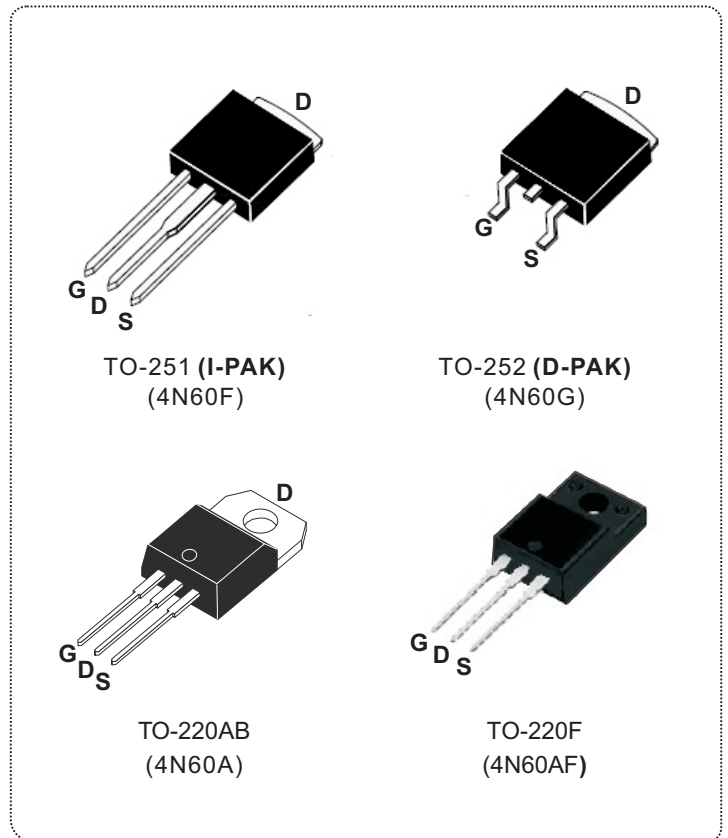 D
D
G
D
S
G
S
TO-251 (I-PAK)
(4N60F)
TO-252 (D-PAK)
(4N60G)
D
G
D
S
G
D
S
TO-220AB
(4N60A)
TO-220F
(4N60AF)